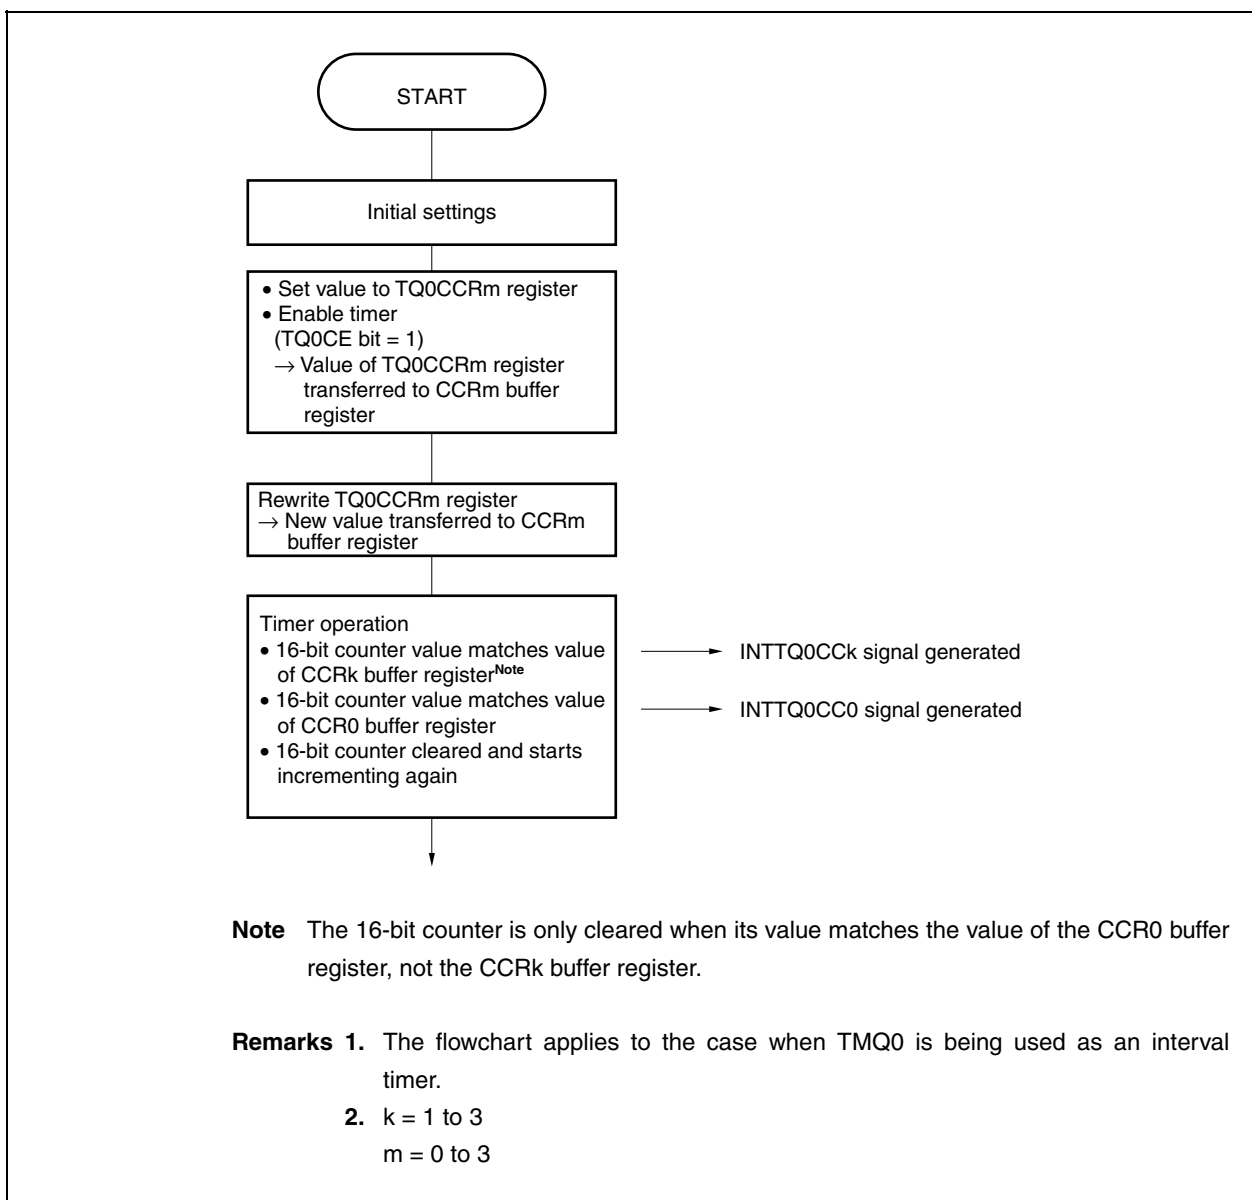 START
Initial settings
• Set value to TQ0CCRm register
• Enable timer
(TQ0CE bit = 1)
→ Value of TQ0CCRm register
transferred to CCRm buffer
register
Rewrite TQ0CCRm register
→ New value transferred to CCRm
buffer register
Timer operation
• 16-bit counter value matches value
of CCRk buffer registerNote
• 16-bit counter value matches value
of CCR0 buffer register
• 16-bit counter cleared and starts
incrementing again
INTTQ0CCk signal generated
INTTQ0CC0 signal generated
Note The 16-bit counter is only cleared when its value matches the value of the CCR0 buffer
register, not the CCRk buffer register.
Remarks 1. The flowchart applies to the case when TMQ0 is being used as an interval
timer.
2. k = 1 to 3
m = 0 to 3